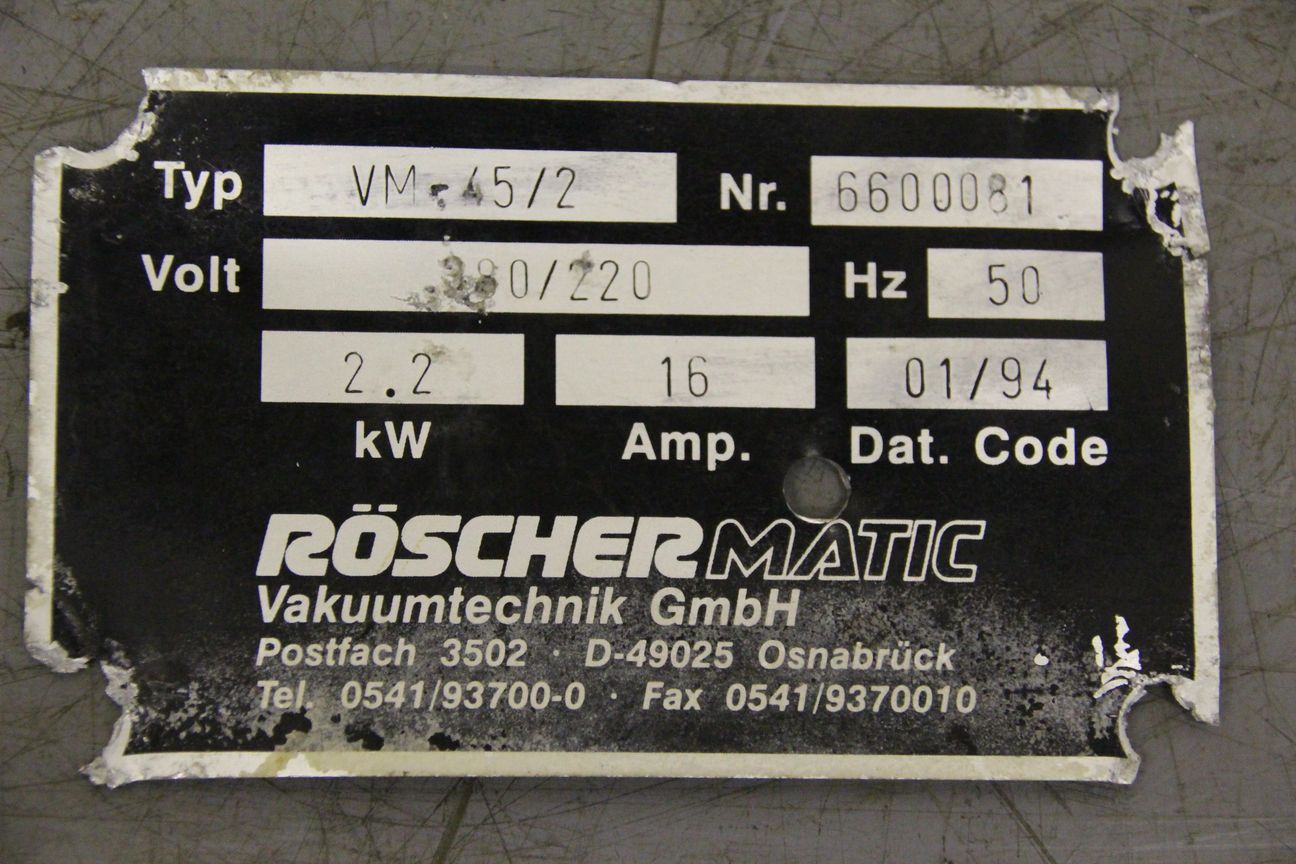 Typ VM-45/2 Nr. 6600081
Volt 380/220 Hz 50
2.2 16 01/94
kW Amp. Dat. Code
RÖSCHERMATIC
Vakuumtechnik GmbH
Postfach 3502 · D-49025 Osnabrück
Tel. 0541/93700-0 · Fax 0541/9370010